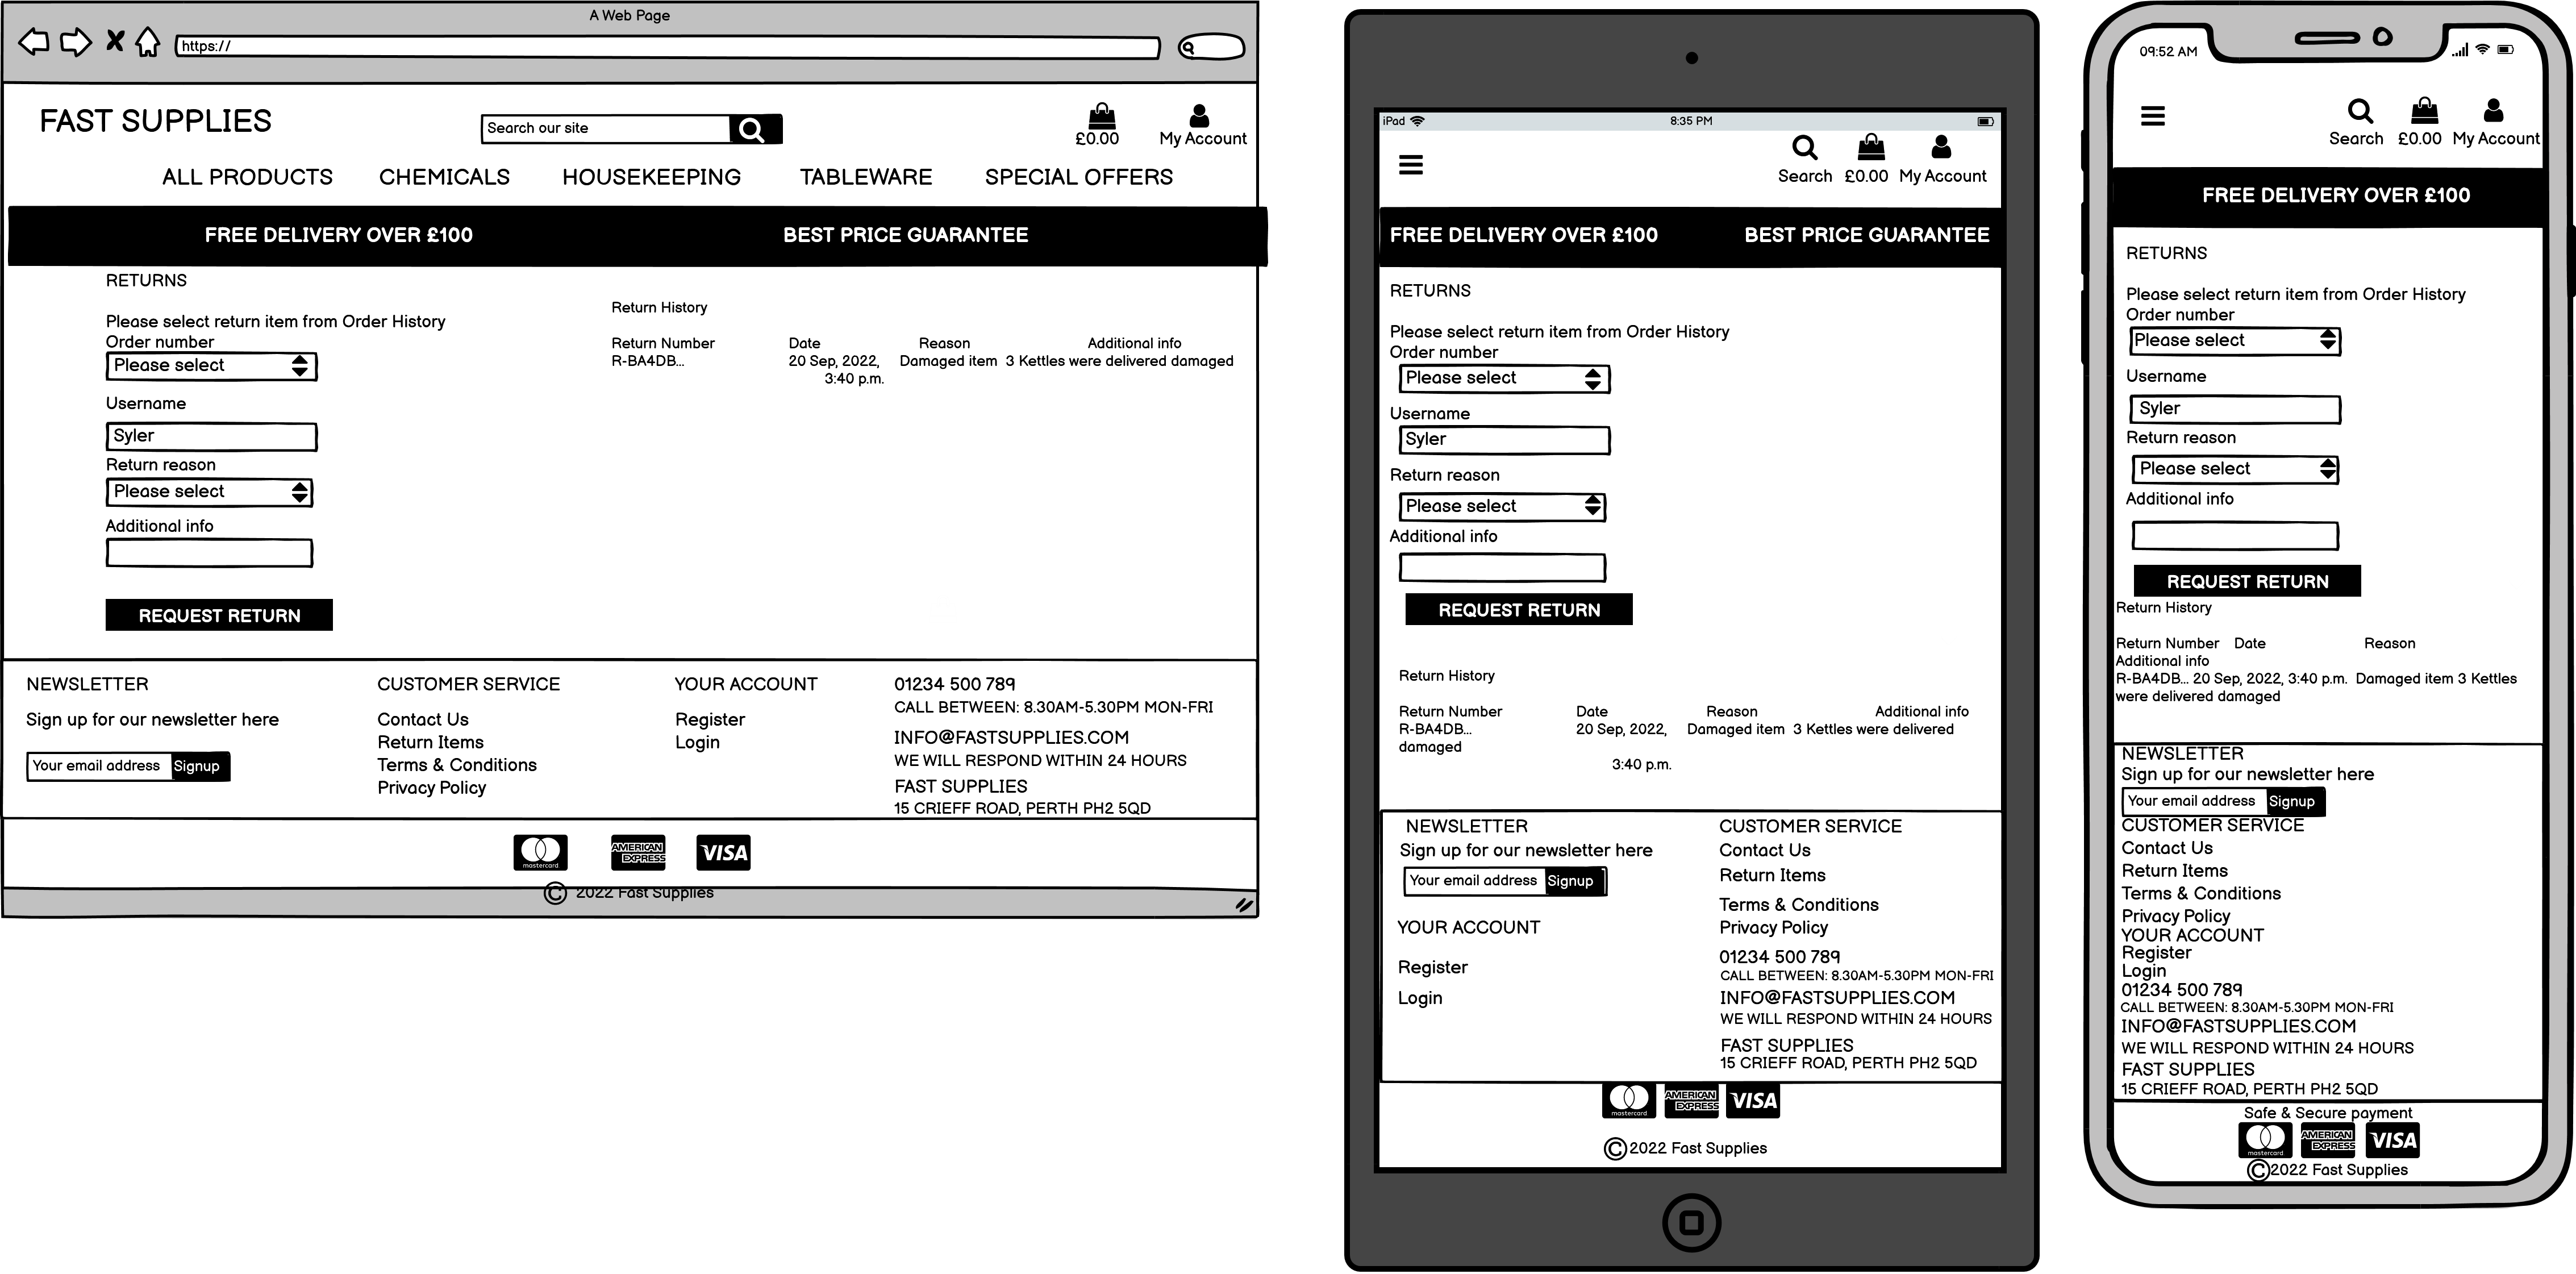 A Web Page
https://
FAST SUPPLIES
Search our site
£0.00
My Account
ALL PRODUCTS CHEMICALS HOUSEKEEPING TABLEWARE SPECIAL OFFERS
FREE DELIVERY OVER £100 BEST PRICE GUARANTEE
RETURNS
Please select return item from Order History
Order number
Please select
Username
Syler
Return reason
Please select
Additional info
REQUEST RETURN
Return History
Return Number Date Reason Additional info
R-BA4DB... 20 Sep, 2022, Damaged item 3 Kettles were delivered damaged
3:40 p.m.
NEWSLETTER
Sign up for our newsletter here
Your email address Signup
CUSTOMER SERVICE
Contact Us
Return Items
Terms & Conditions
Privacy Policy
YOUR ACCOUNT
Register
Login
01234 500 789
CALL BETWEEN: 8.30AM-5.30PM MON-FRI
INFO@FASTSUPPLIES.COM
WE WILL RESPOND WITHIN 24 HOURS
FAST SUPPLIES
15 CRIEFF ROAD, PERTH PH2 5QD
mastercard AMERICAN EXPRESS VISA
© 2022 Fast Supplies
iPad 8:35 PM
Search £0.00 My Account
FREE DELIVERY OVER £100 BEST PRICE GUARANTEE
RETURNS
Please select return item from Order History
Order number
Please select
Username
Syler
Return reason
Please select
Additional info
REQUEST RETURN
Return History
Return Number Date Reason Additional info
R-BA4DB... 20 Sep, 2022, Damaged item 3 Kettles were delivered
damaged
3:40 p.m.
NEWSLETTER
Sign up for our newsletter here
Your email address Signup
YOUR ACCOUNT
Register
Login
CUSTOMER SERVICE
Contact Us
Return Items
Terms & Conditions
Privacy Policy
01234 500 789
CALL BETWEEN: 8.30AM-5.30PM MON-FRI
INFO@FASTSUPPLIES.COM
WE WILL RESPOND WITHIN 24 HOURS
FAST SUPPLIES
15 CRIEFF ROAD, PERTH PH2 5QD
mastercard AMERICAN EXPRESS VISA
©2022 Fast Supplies
09:52 AM
Search £0.00 My Account
FREE DELIVERY OVER £100
RETURNS
Please select return item from Order History
Order number
Please select
Username
Syler
Return reason
Please select
Additional info
REQUEST RETURN
Return History
Return Number Date Reason
Additional info
R-BA4DB... 20 Sep, 2022, 3:40 p.m. Damaged item 3 Kettles
were delivered damaged
NEWSLETTER
Sign up for our newsletter here
Your email address Signup
CUSTOMER SERVICE
Contact Us
Return Items
Terms & Conditions
Privacy Policy
YOUR ACCOUNT
Register
Login
01234 500 789
CALL BETWEEN: 8.30AM-5.30PM MON-FRI
INFO@FASTSUPPLIES.COM
WE WILL RESPOND WITHIN 24 HOURS
FAST SUPPLIES
15 CRIEFF ROAD, PERTH PH2 5QD
Safe & Secure payment
mastercard AMERICAN EXPRESS VISA
©2022 Fast Supplies